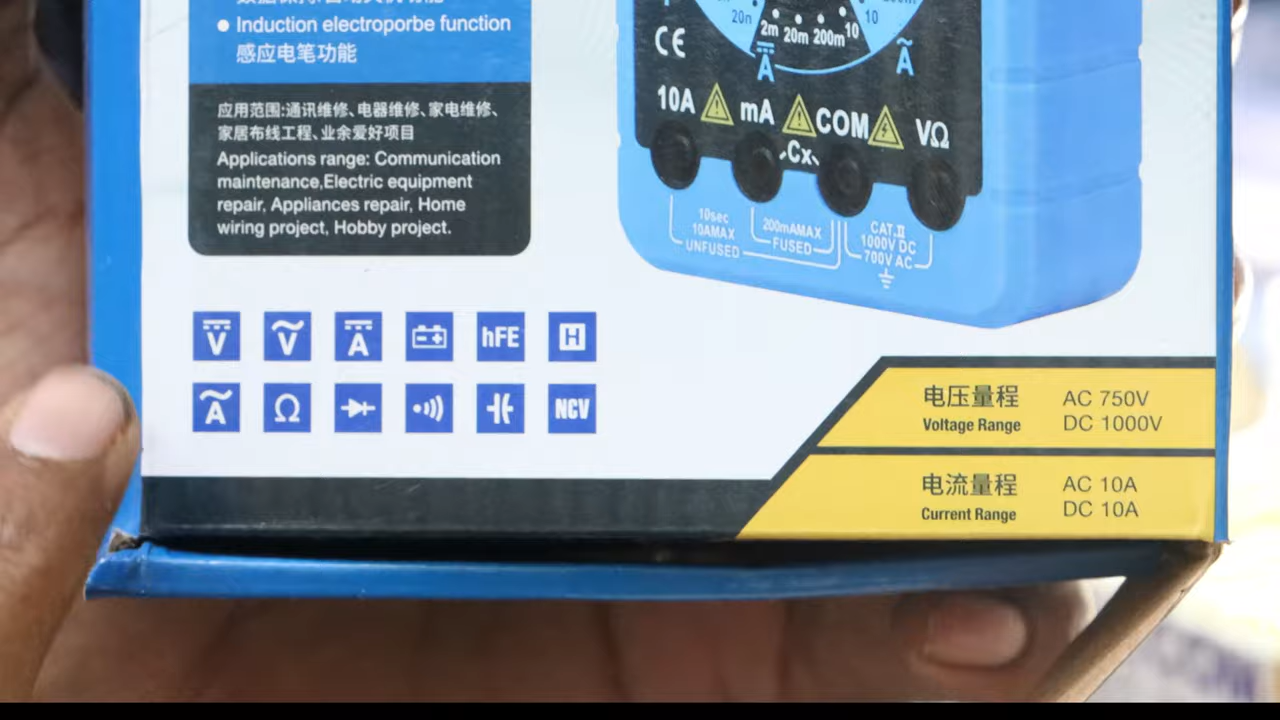 Induction electroporbe function
感应电笔功能
应用范围:通讯维修、电器维修、家电维修、
家居布线工程、业余爱好项目
Applications range: Communication
maintenance,Electric equipment
repair, Appliances repair, Home
wiring project, Hobby project.
V
V
A
hFE
H
A
Ω
NCV
20n
2m
20m
200m
10
10
A
A
CE
10A
mA
COM
VΩ
Cx
10sec
10AMAX
UNFUSED
200mAMAX
FUSED
CAT.II
1000V DC
700V AC
电压量程
Voltage Range
AC 750V
DC 1000V
电流量程
Current Range
AC 10A
DC 10A